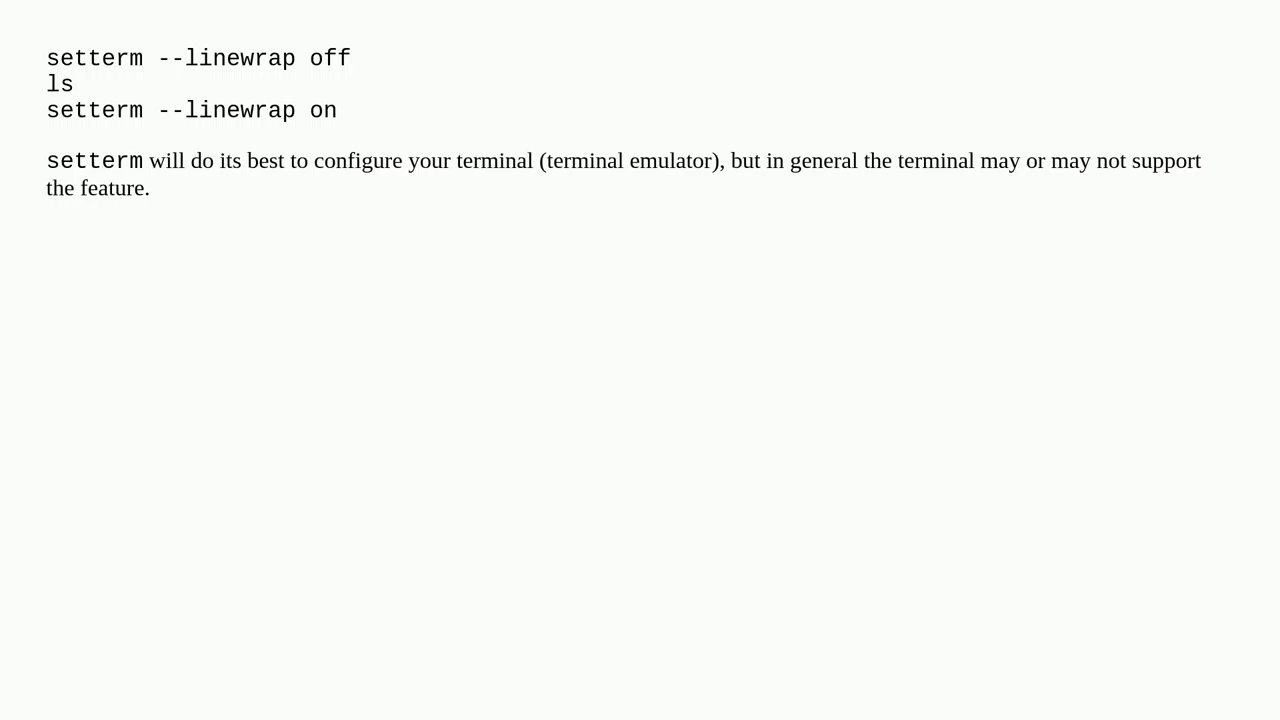 setterm --linewrap off
ls
setterm --linewrap on
setterm will do its best to configure your terminal (terminal emulator), but in general the terminal may or may not support
the feature.